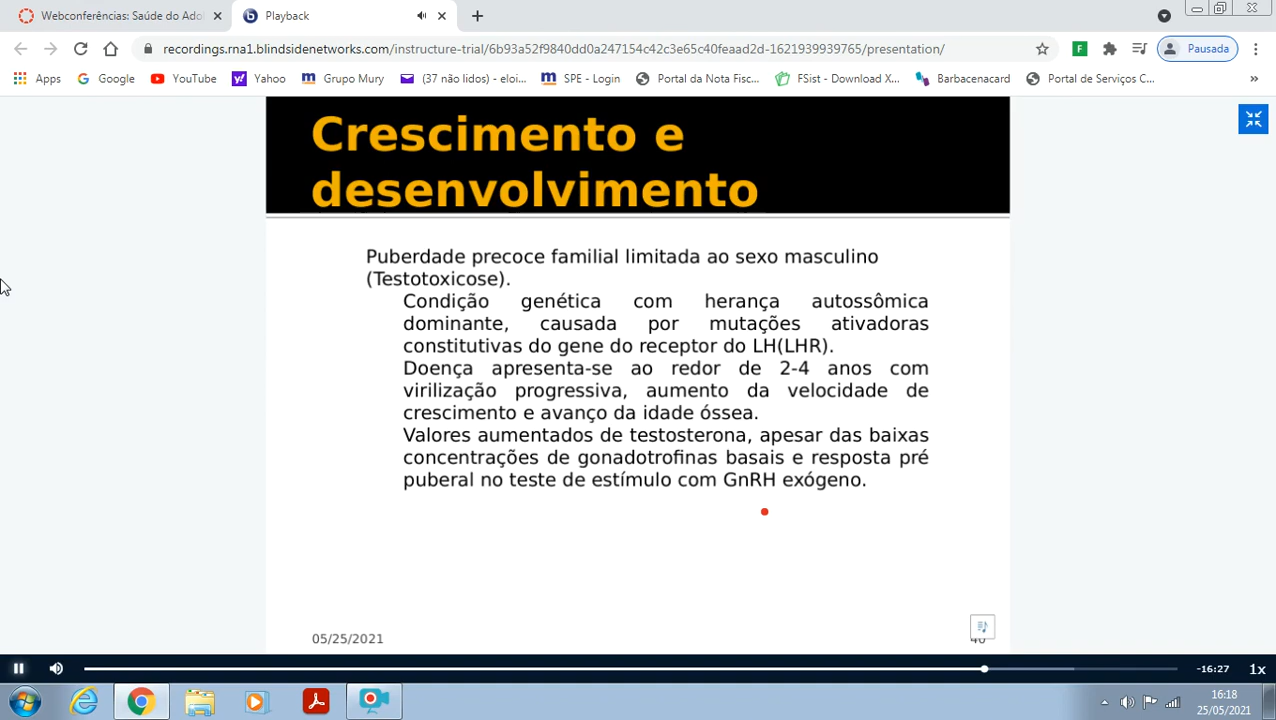 Webconferências: Saúde do Ado
Playback
recordings.rna1.blindsidenetworks.com/instructure-trial/6b93a52f9840dd0a247154c42c3e65c40feaad2d-1621939939765/presentation/
Pausada
Apps
Google
YouTube
Yahoo
Grupo Mury
(37 não lidos) - eloi...
SPE - Login
Portal da Nota Fisc...
FSist - Download X...
Barbacenacard
Portal de Serviços C...
Crescimento e
desenvolvimento
Puberdade precoce familial limitada ao sexo masculino
(Testotoxicose).
Condição genética com herança autossômica
dominante, causada por mutações ativadoras
constitutivas do gene do receptor do LH(LHR).
Doença apresenta-se ao redor de 2-4 anos com
virilização progressiva, aumento da velocidade de
crescimento e avanço da idade óssea.
Valores aumentados de testosterona, apesar das baixas
concentrações de gonadotrofinas basais e resposta pré
puberal no teste de estímulo com GnRH exógeno.
05/25/2021
-16:27
1x
16:18
25/05/2021